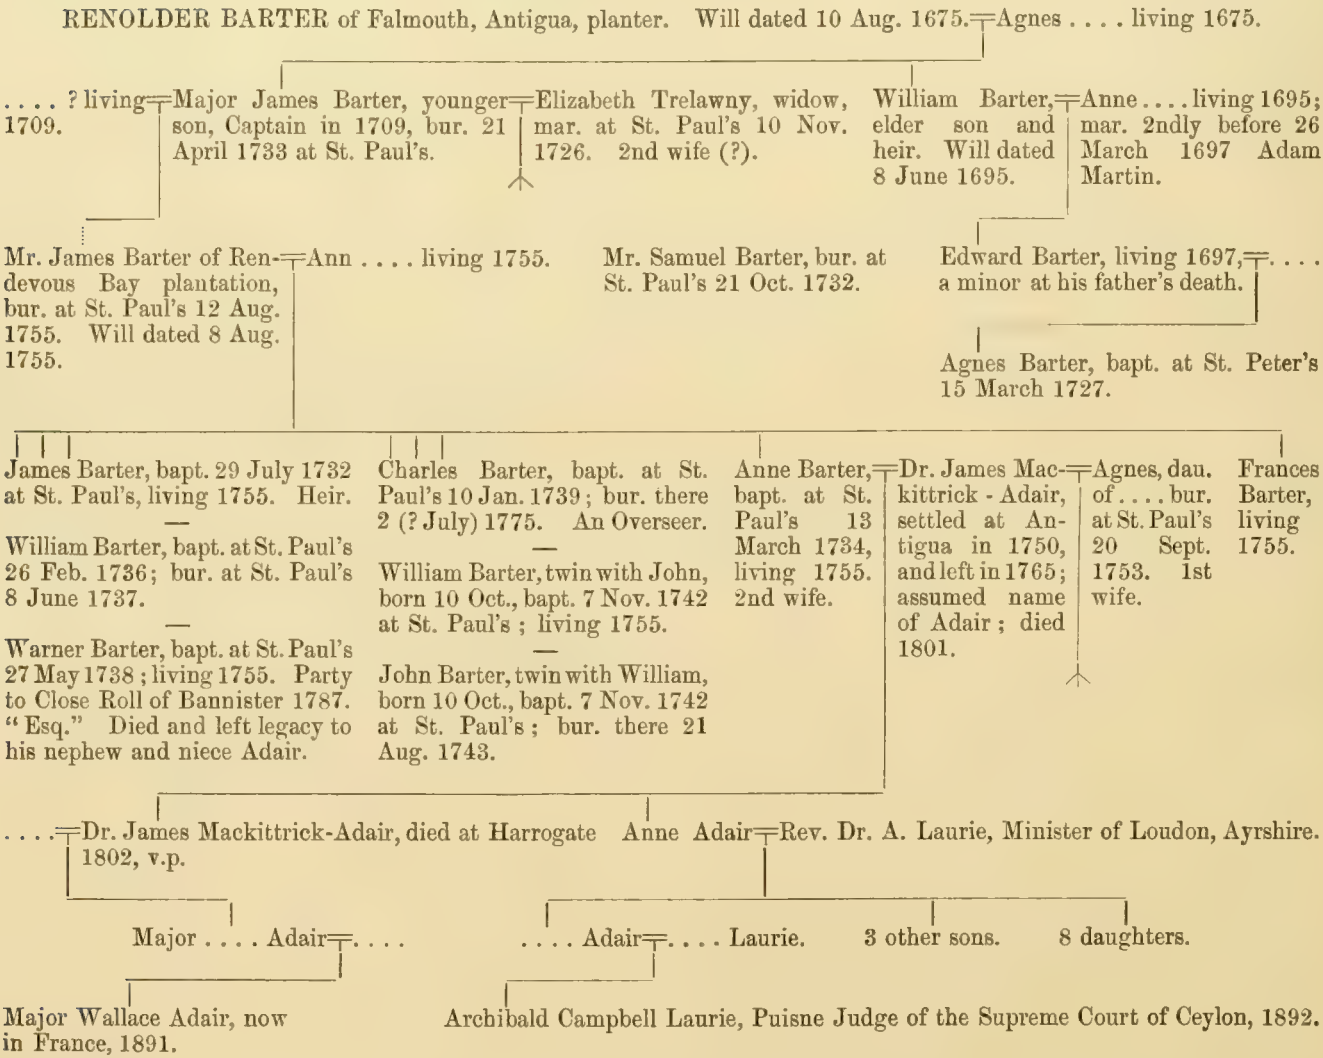 RENOLDER BARTER of Falmouth, Antigua, planter. Will dated 10 Aug. 1675.=Agnes . . . . living 1675.
. . . . ? living=
1709.
Major James Barter, younger=
son, Captain in 1709, bur. 21
April 1733 at St. Paul's.
Elizabeth Trelawny, widow,
mar. at St. Paul's 10 Nov.
1726. 2nd wife (?).
William Barter,=
elder son and
heir. Will dated
8 June 1695.
Anne . . . . living 1695;
mar. 2ndly before 26
March 1697 Adam
Martin.
Mr. James Barter of Ren-=
devous Bay plantation,
bur. at St. Paul's 12 Aug.
1755. Will dated 8 Aug.
1755.
Ann . . . . living 1755.
Mr. Samuel Barter, bur. at
St. Paul's 21 Oct. 1732.
Edward Barter, living 1697,=. . . .
a minor at his father's death.
Agnes Barter, bapt. at St. Peter's
15 March 1727.
James Barter, bapt. 29 July 1732
at St. Paul's, living 1755. Heir.
—
William Barter, bapt. at St. Paul's
26 Feb. 1736; bur. at St. Paul's
8 June 1737.
—
Warner Barter, bapt. at St. Paul's
27 May 1738; living 1755. Party
to Close Roll of Bannister 1787.
"Esq." Died and left legacy to
his nephew and niece Adair.
Charles Barter, bapt. at St.
Paul's 10 Jan. 1739; bur. there
2 (? July) 1775. An Overseer.
—
William Barter, twin with John,
born 10 Oct., bapt. 7 Nov. 1742
at St. Paul's; living 1755.
—
John Barter, twin with William,
born 10 Oct., bapt. 7 Nov. 1742
at St. Paul's; bur. there 21
Aug. 1743.
Anne Barter,=
bapt. at St.
Paul's 13
March 1734,
living 1755.
2nd wife.
Dr. James Mac-=
kittrick-Adair,
settled at An-
tigua in 1750,
and left in 1765;
assumed name
of Adair; died
1801.
Agnes, dau.
of . . . . bur.
at St. Paul's
20 Sept.
1753. 1st
wife.
Frances
Barter,
living
1755.
. . . .=Dr. James Mackittrick-Adair, died at Harrogate
1802, v.p.
Anne Adair=Rev. Dr. A. Laurie, Minister of Loudon, Ayrshire.
Major . . . . Adair=. . . .
. . . . Adair=. . . . Laurie.
3 other sons.
8 daughters.
Major Wallace Adair, now
in France, 1891.
Archibald Campbell Laurie, Puisne Judge of the Supreme Court of Ceylon, 1892.